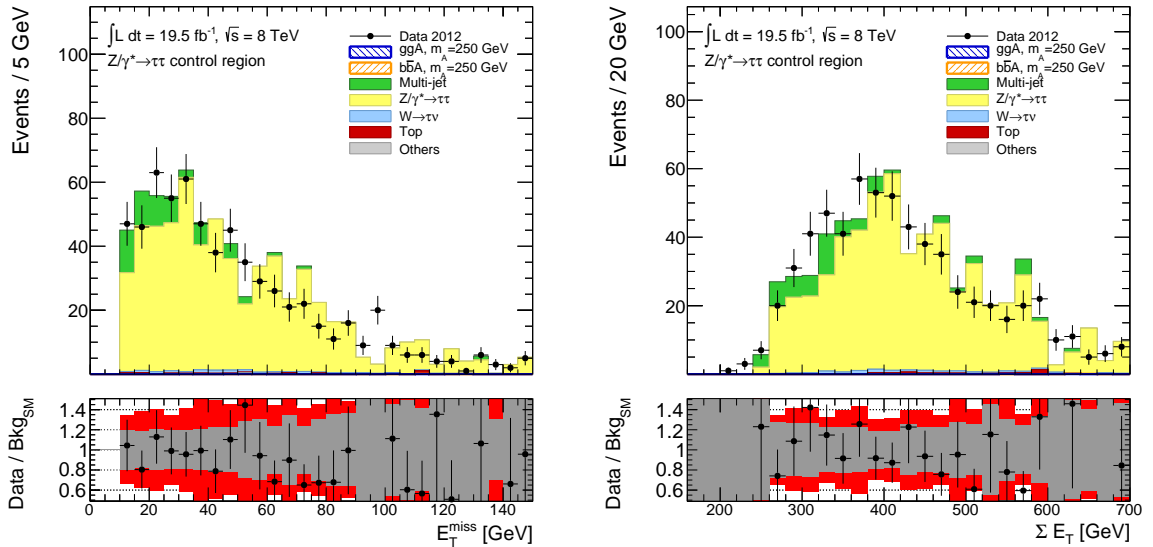 Events / 5 GeV
100
80
60
40
20
∫L dt = 19.5 fb⁻¹, √s = 8 TeV
Z/γ*→ττ control region
Data 2012
ggA, m_A=250 GeV
bb̄A, m_A=250 GeV
Multi-jet
Z/γ*→ττ
W→τν
Top
Others
Data / Bkg_SM
1.4
1.2
1
0.8
0.6
0 20 40 60 80 100 120 140
E_T^miss [GeV]
Events / 20 GeV
100
80
60
40
20
∫L dt = 19.5 fb⁻¹, √s = 8 TeV
Z/γ*→ττ control region
Data 2012
ggA, m_A=250 GeV
bb̄A, m_A=250 GeV
Multi-jet
Z/γ*→ττ
W→τν
Top
Others
Data / Bkg_SM
1.4
1.2
1
0.8
0.6
200 300 400 500 600 700
Σ E_T [GeV]